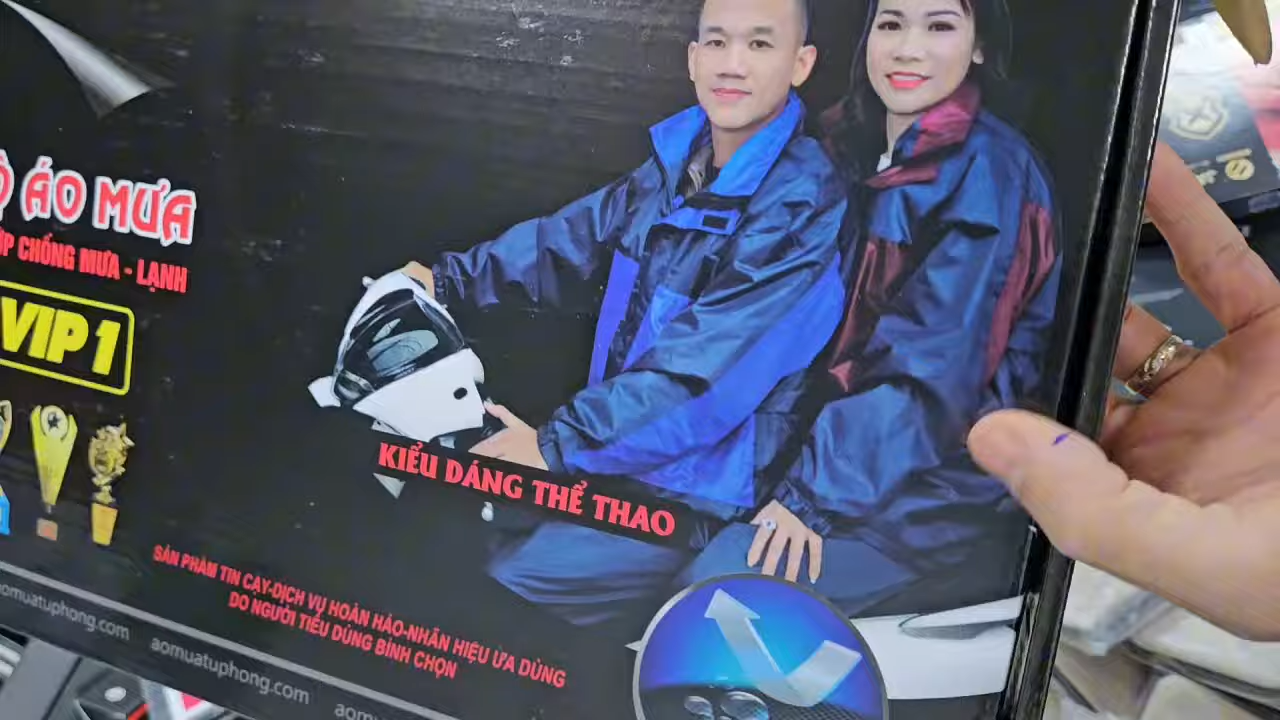 ÁO MƯA
CHỐNG MƯA - LẠNH
VIP 1
KIỂU DÁNG THỂ THAO
SẢN PHẨM TIN CẬY-DỊCH VỤ HOÀN HẢO-NHÃN HIỆU ƯA DÙNG
DO NGƯỜI TIÊU DÙNG BÌNH CHỌN
aomuatuphong.com aomuatuphong.com